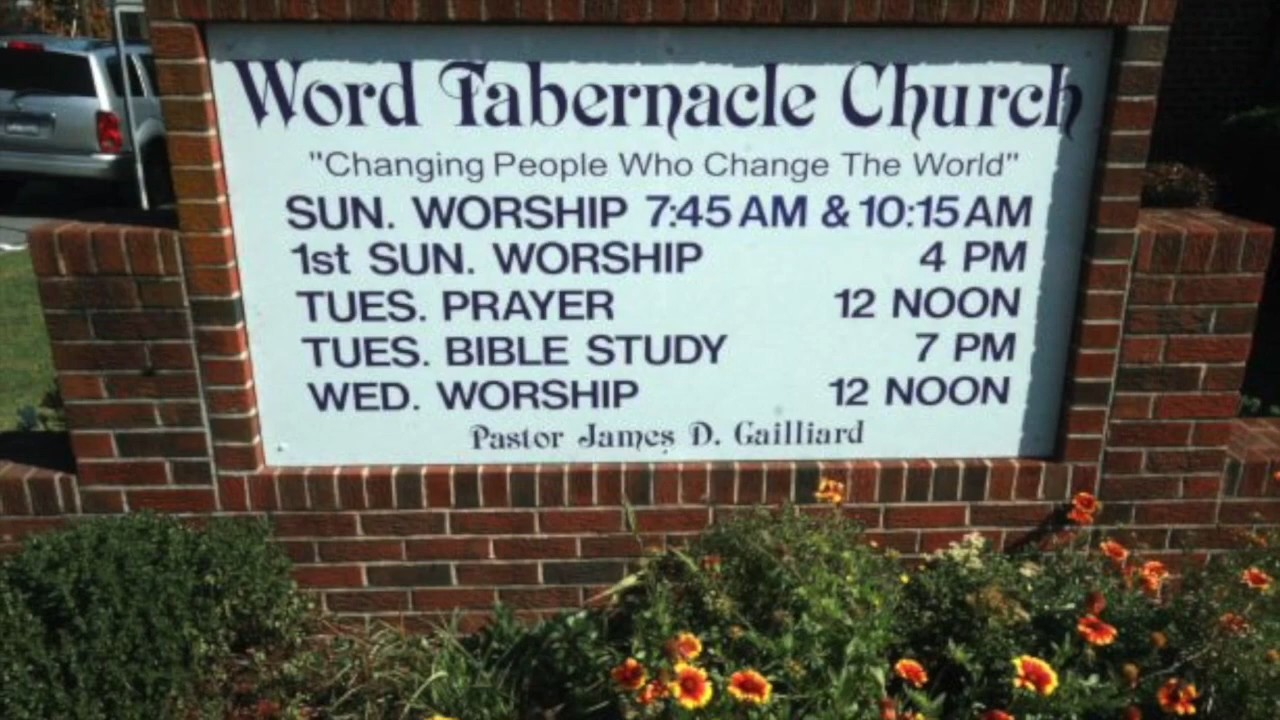 Word Tabernacle Church
"Changing People Who Change The World"
SUN. WORSHIP 7:45 AM & 10:15 AM
1st SUN. WORSHIP 4 PM
TUES. PRAYER 12 NOON
TUES. BIBLE STUDY 7 PM
WED. WORSHIP 12 NOON
Pastor James D. Gailliard